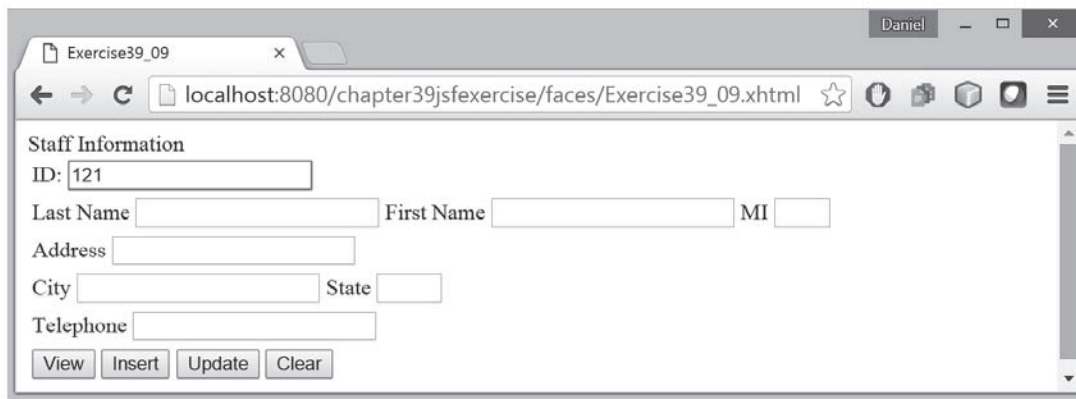 Daniel
Exercise39_09
localhost:8080/chapter39jsfexercise/faces/Exercise39_09.xhtml
Staff Information
ID: 121
Last Name First Name MI
Address
City State
Telephone
View Insert Update Clear